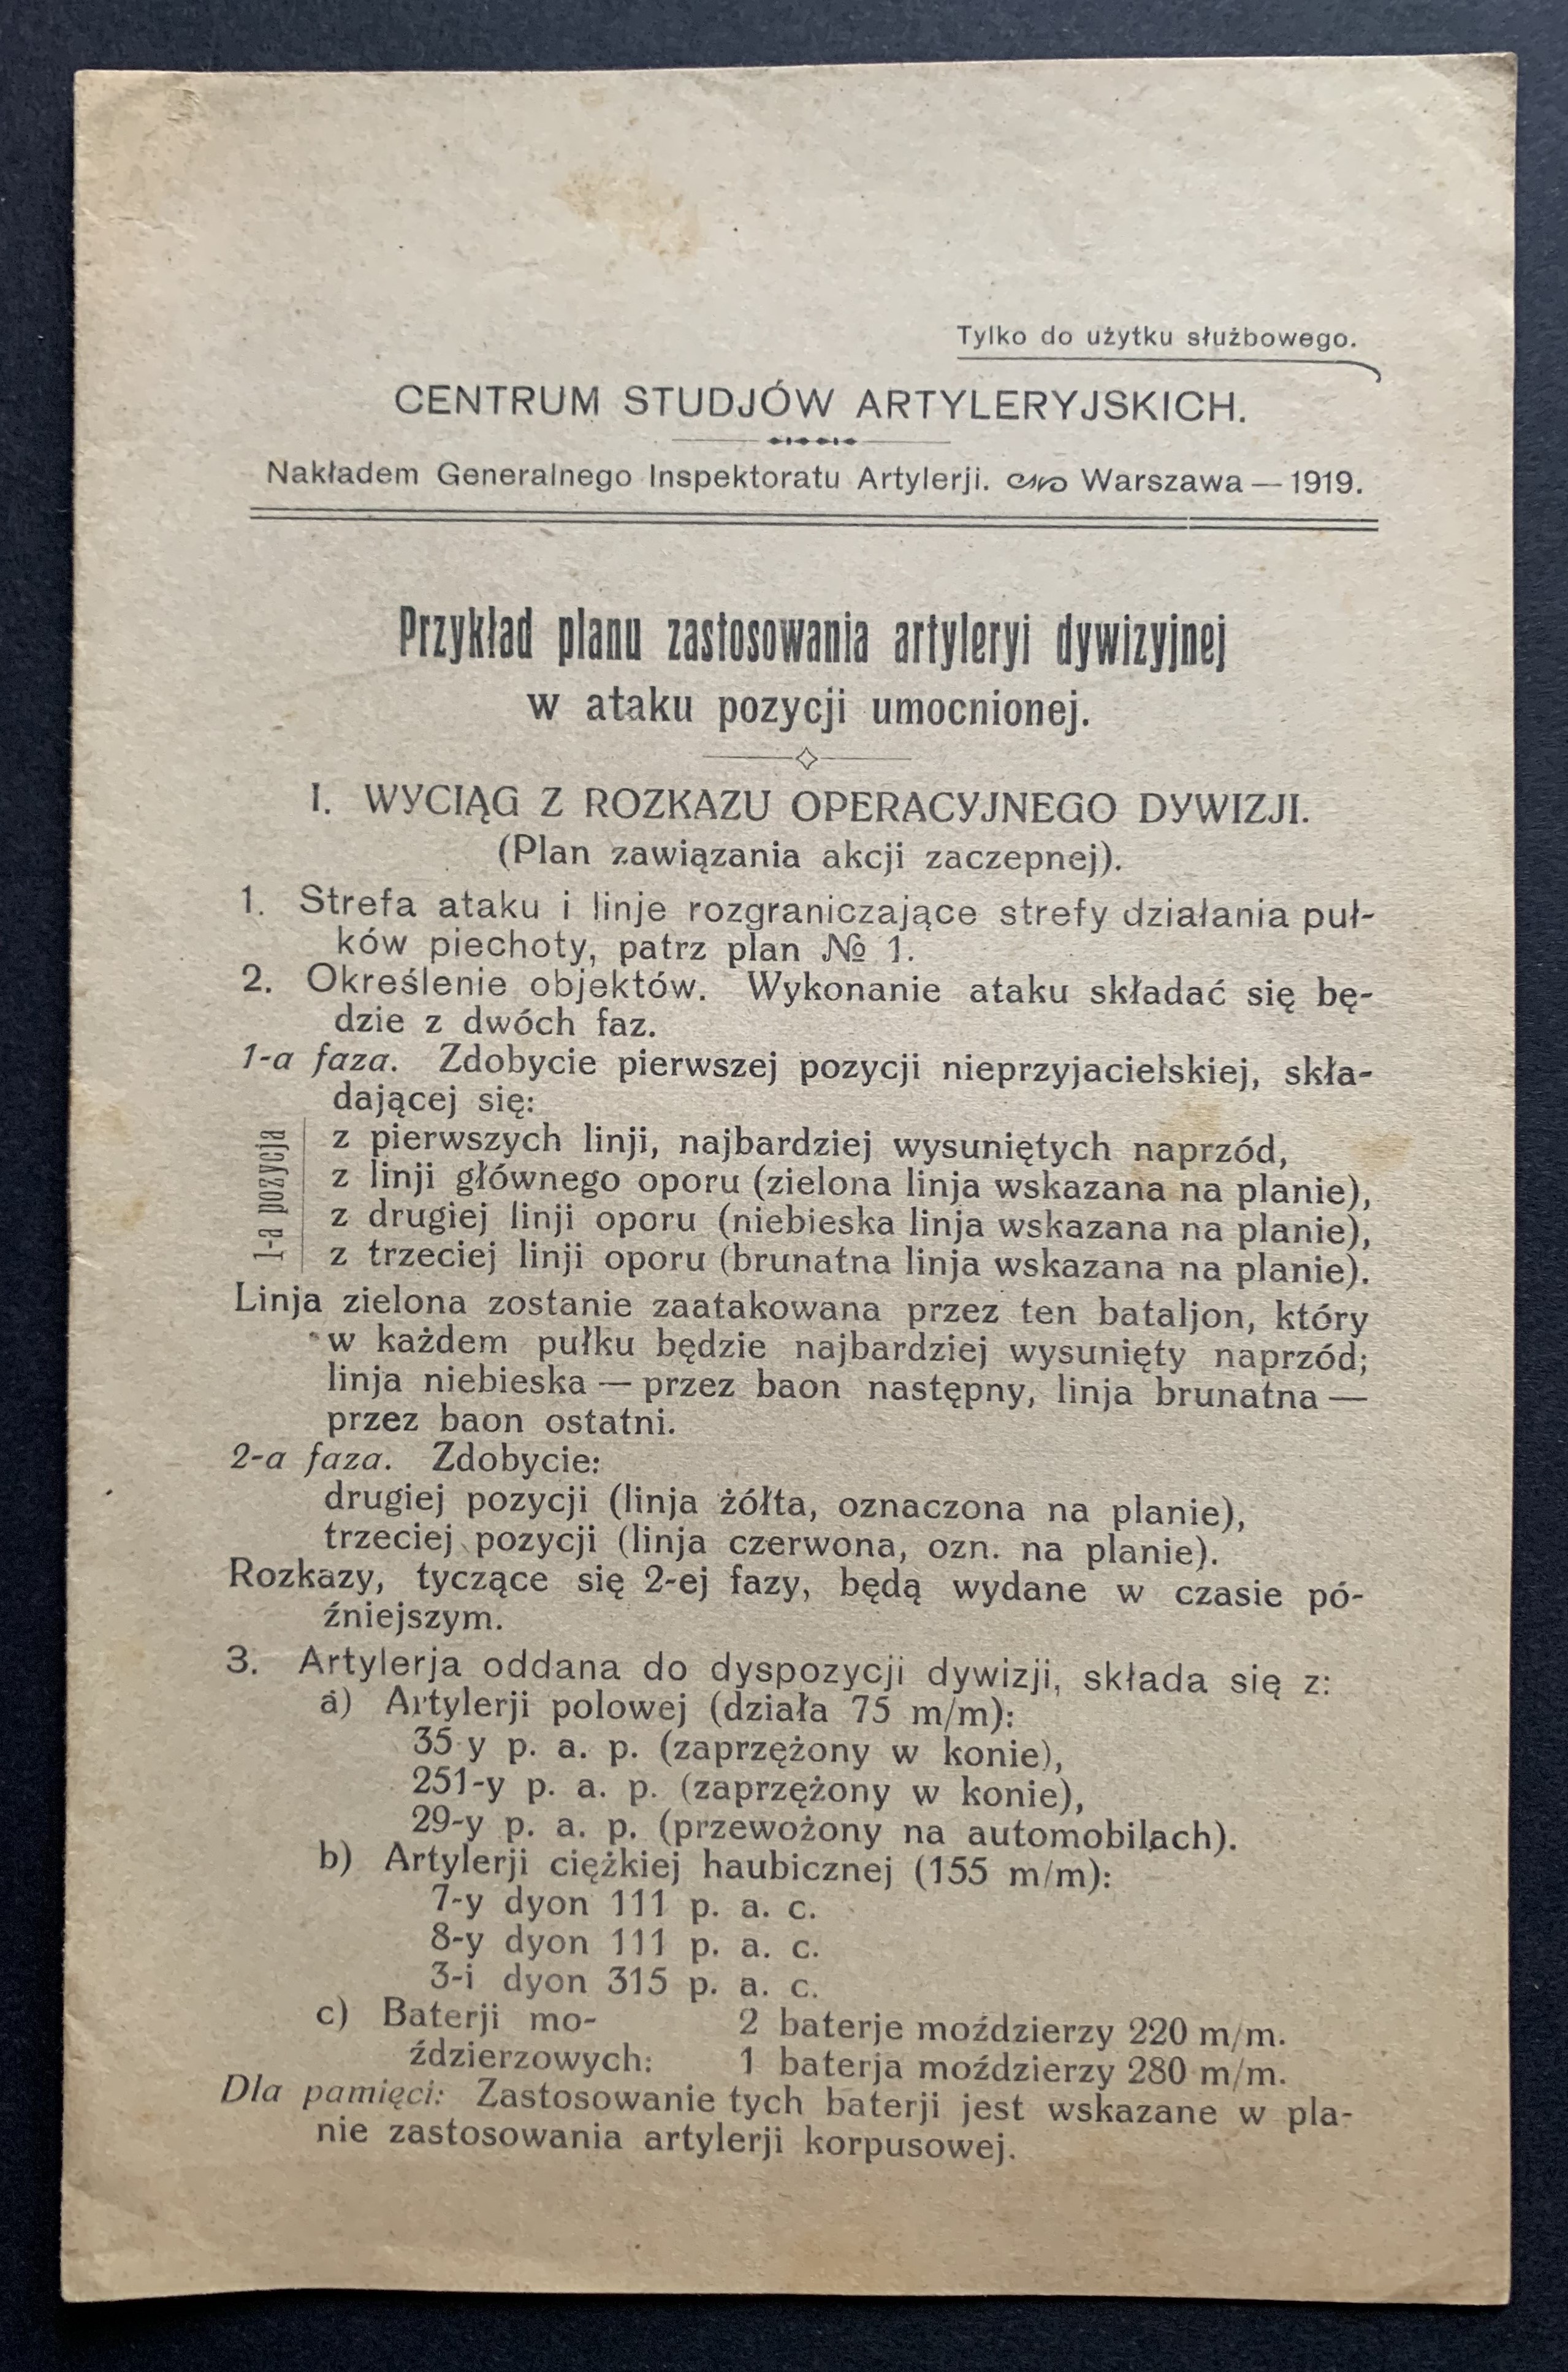 Tylko do użytku służbowego.
CENTRUM STUDJÓW ARTYLERYJSKICH.
Nakładem Generalnego Inspektoratu Artylerji. Warszawa — 1919.
Przykład planu zastosowania artyleryi dywizyjnej
w ataku pozycji umocnionej.
I. WYCIĄG Z ROZKAZU OPERACYJNEGO DYWIZJI.
(Plan zawiązania akcji zaczepnej).
1. Strefa ataku i linje rozgraniczające strefy działania puł-
ków piechoty, patrz plan № 1.
2. Określenie objektów. Wykonanie ataku składać się bę-
dzie z dwóch faz.
1-a faza. Zdobycie pierwszej pozycji nieprzyjacielskiej, skła-
dającej się:
1-a pozycja
z pierwszych linji, najbardziej wysuniętych naprzód,
z linji głównego oporu (zielona linja wskazana na planie),
z drugiej linji oporu (niebieska linja wskazana na planie),
z trzeciej linji oporu (brunatna linja wskazana na planie).
Linja zielona zostanie zaatakowana przez ten bataljon, który
w każdem pułku będzie najbardziej wysunięty naprzód;
linja niebieska — przez baon następny, linja brunatna —
przez baon ostatni.
2-a faza. Zdobycie:
drugiej pozycji (linja żółta, oznaczona na planie),
trzeciej pozycji (linja czerwona, ozn. na planie).
Rozkazy, tyczące się 2-ej fazy, będą wydane w czasie pó-
źniejszym.
3. Artylerja oddana do dyspozycji dywizji, składa się z:
a) Artylerji polowej (działa 75 m/m):
35-y p. a. p. (zaprzężony w konie),
251-y p. a. p. (zaprzężony w konie),
29-y p. a. p. (przewożony na automobilach).
b) Artylerji ciężkiej haubicznej (155 m/m):
7-y dyon 111 p. a. c.
8-y dyon 111 p. a. c.
3-i dyon 315 p. a. c.
c) Baterji mo- 2 baterje moździerzy 220 m/m.
ździerzowych: 1 baterja moździerzy 280 m/m.
Dla pamięci: Zastosowanie tych baterji jest wskazane w pla-
nie zastosowania artylerji korpusowej.